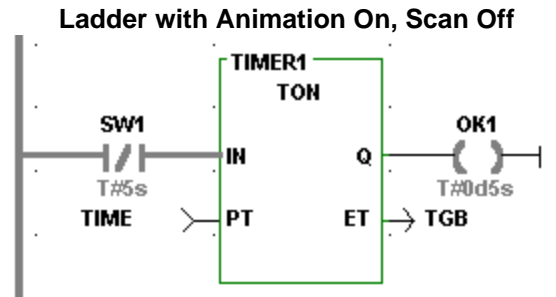 Ladder with Animation On, Scan Off
TIMER1
TON
SW1
OK1
IN
Q
T#5s
T#0d5s
TIME
PT
ET
TGB